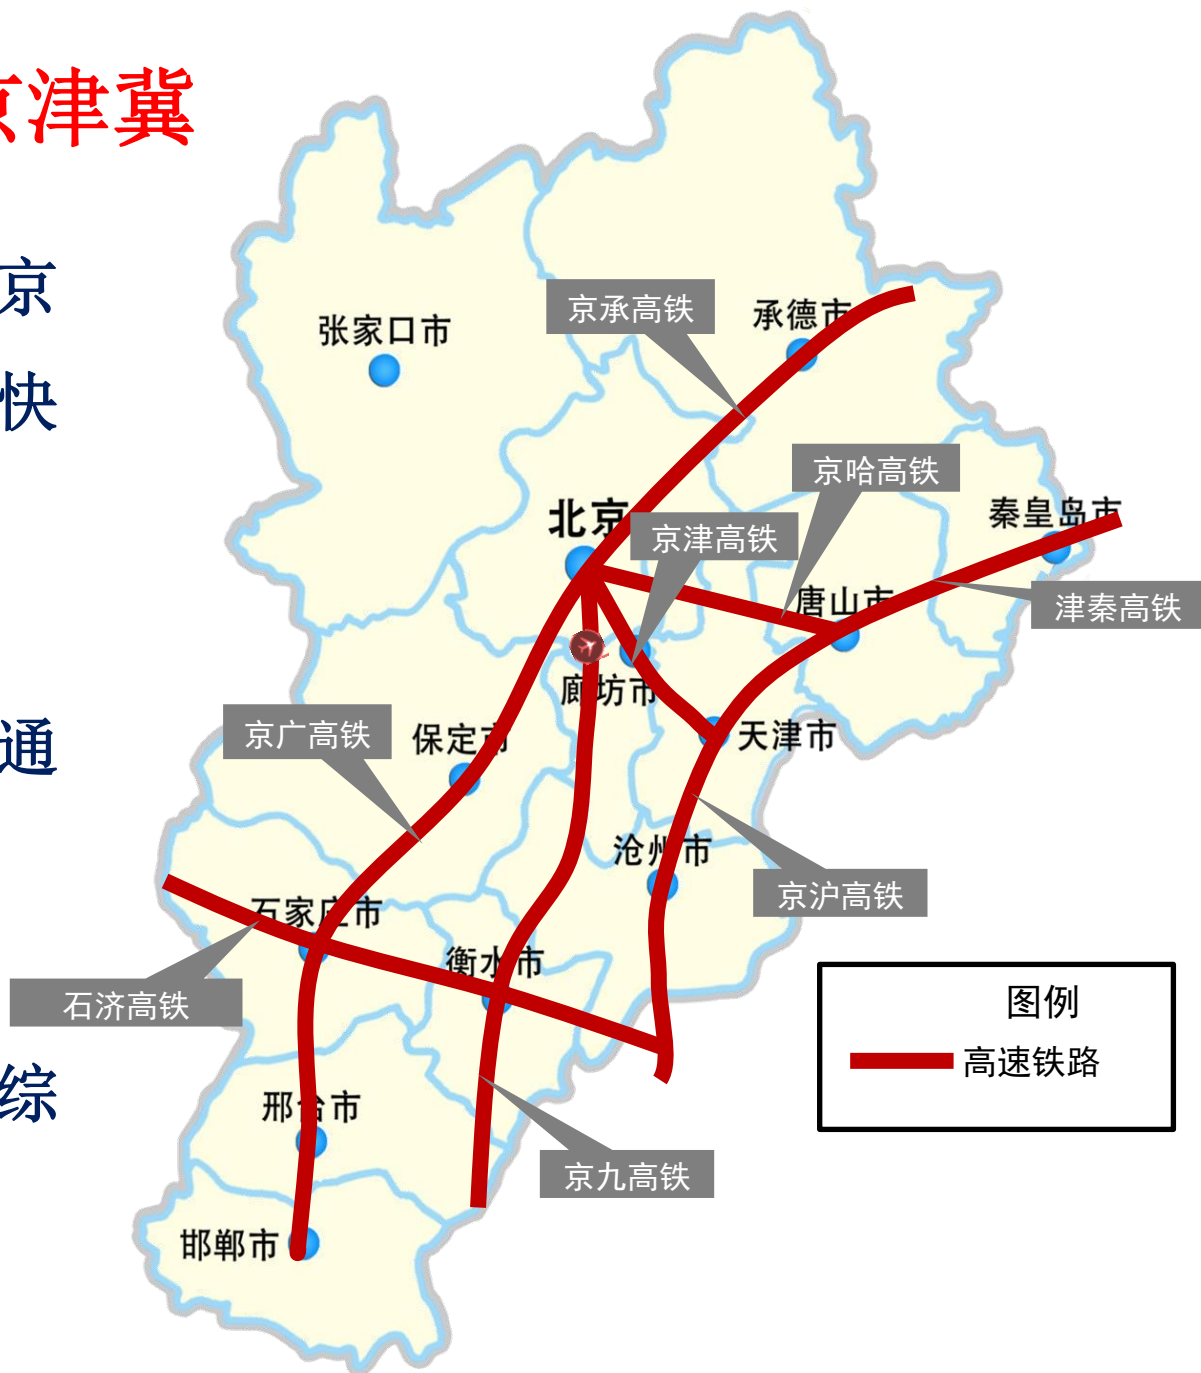 京津冀
京
快
通
综
张家口市
京承高铁
承德市
京哈高铁
北京
京津高铁
秦皇岛市
唐山市
津秦高铁
廊坊市
京广高铁
保定市
天津市
沧州市
京沪高铁
石家庄市
衡水市
石济高铁
邢台市
京九高铁
邯郸市
图例
高速铁路